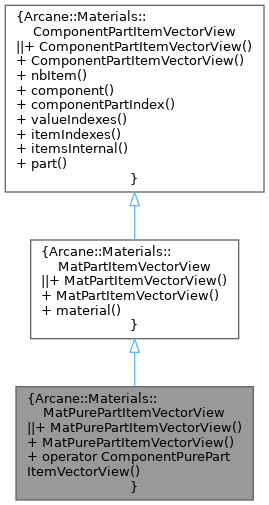 {Arcane::Materials::
ComponentPartItemVectorView
||+ ComponentPartItemVectorView()
+ ComponentPartItemVectorView()
+ nbItem()
+ component()
+ componentPartIndex()
+ valueIndexes()
+ itemIndexes()
+ itemsInternal()
+ part()
}
{Arcane::Materials::
MatPartItemVectorView
||+ MatPartItemVectorView()
+ MatPartItemVectorView()
+ material()
}
{Arcane::Materials::
MatPurePartItemVectorView
||+ MatPurePartItemVectorView()
+ MatPurePartItemVectorView()
+ operator ComponentPurePart
ItemVectorView()
}